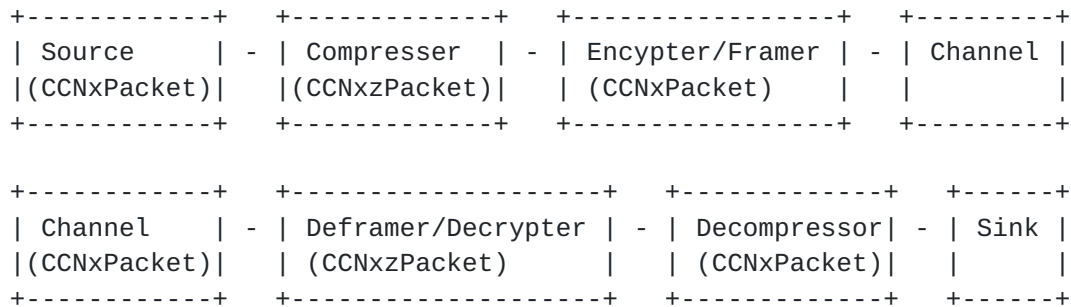 +------------+   +-------------+   +-----------------+   +---------+
| Source     | - | Compresser  | - | Encypter/Framer | - | Channel |
|(CCNxPacket)|   |(CCNxzPacket)|   | (CCNxPacket)    |   |         |
+------------+   +-------------+   +-----------------+   +---------+

+------------+   +--------------------+   +-------------+   +------+
| Channel    | - | Deframer/Decrypter | - | Decompressor| - | Sink |
|(CCNxPacket)|   | (CCNxzPacket)      |   | (CCNxPacket)|   |      |
+------------+   +--------------------+   +-------------+   +------+